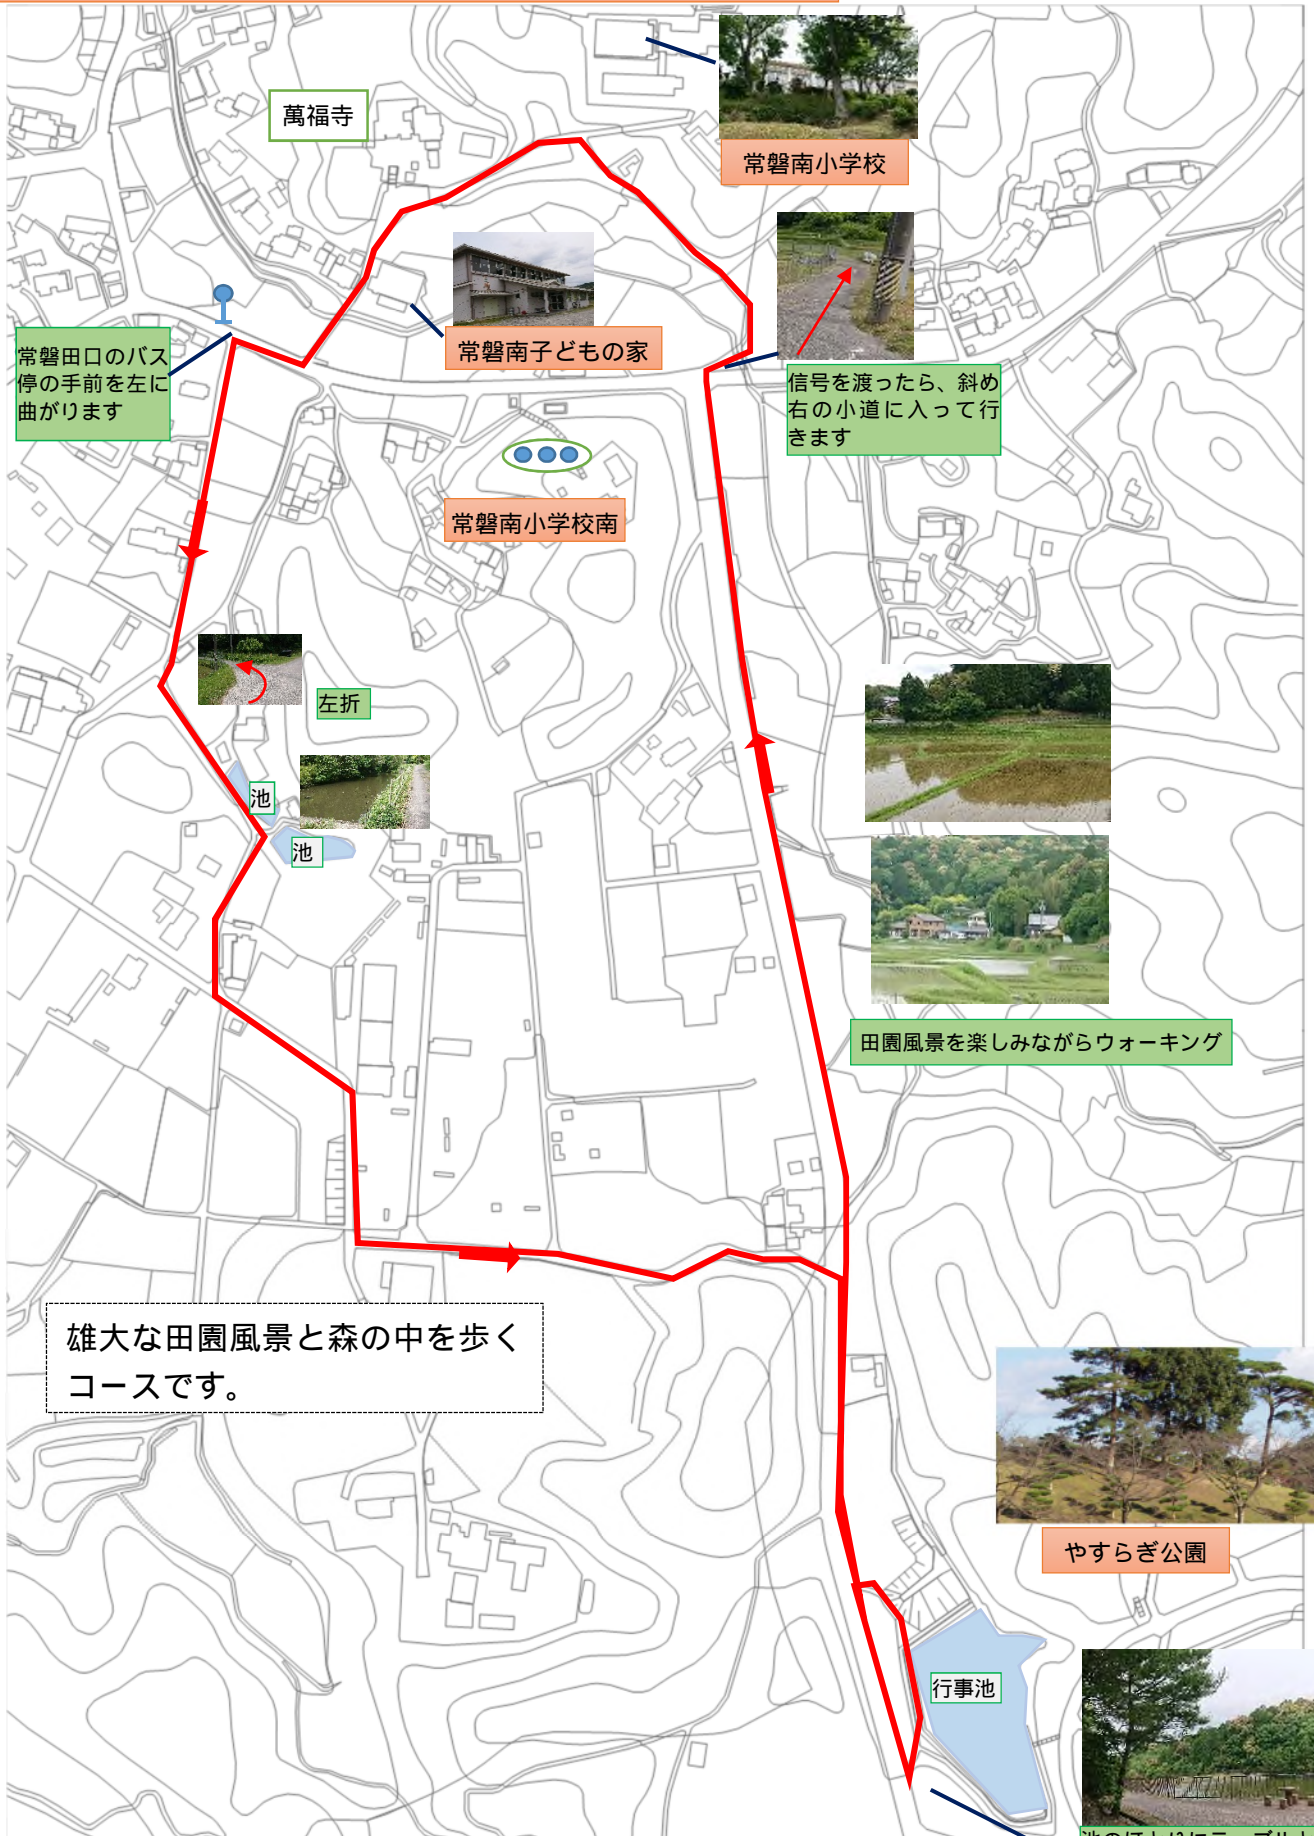 萬福寺
常磐南小学校
常磐南子どもの家
常磐田口のバス
停の手前を左に
曲がります
信号を渡ったら、斜め
右の小道に入って行
きます
常磐南小学校南
左折
池
池
田園風景を楽しみながらウォーキング
雄大な田園風景と森の中を歩く
コースです。
やすらぎ公園
行事池